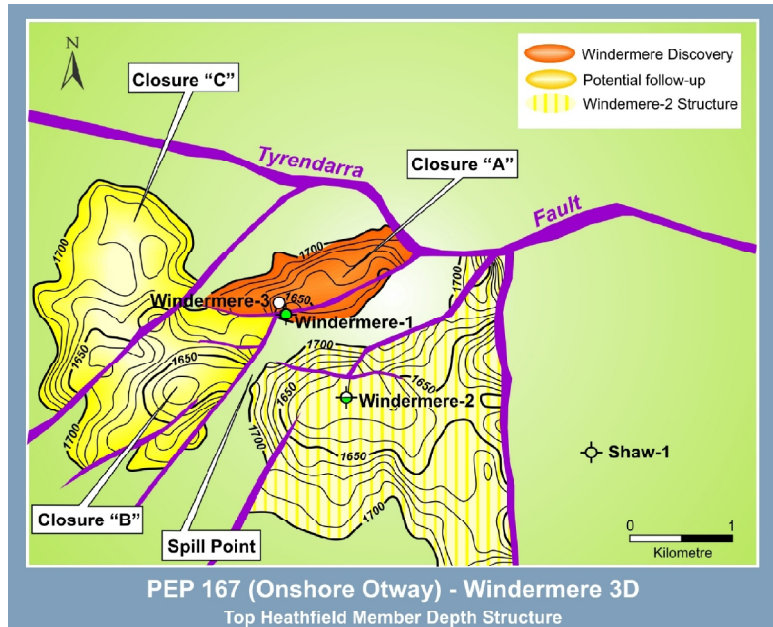 N
Closure "C"
Windermere Discovery
Potential follow-up
Windemere-2 Structure
Tyrendarra
Closure "A"
Fault
1700
1700
1700
Windermere-3
1650
Windermere-1
1700
1650
1650
1650
Windermere-2
1700
1700
1650
Shaw-1
1700
Closure "B"
Spill Point
0 1
Kilometre
PEP 167 (Onshore Otway) - Windermere 3D
Top Heathfield Member Depth Structure